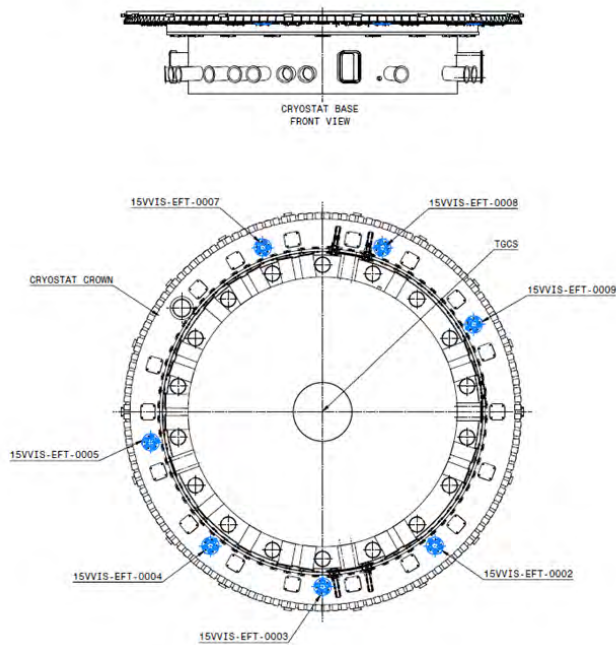 CRYOSTAT BASE
FRONT VIEW
15VVIS-EFT-0007
15VVIS-EFT-0008
TGCS
CRYOSTAT CROWN
15VVIS-EFT-0009
15VVIS-EFT-0005
15VVIS-EFT-0004
15VVIS-EFT-0002
15VVIS-EFT-0003